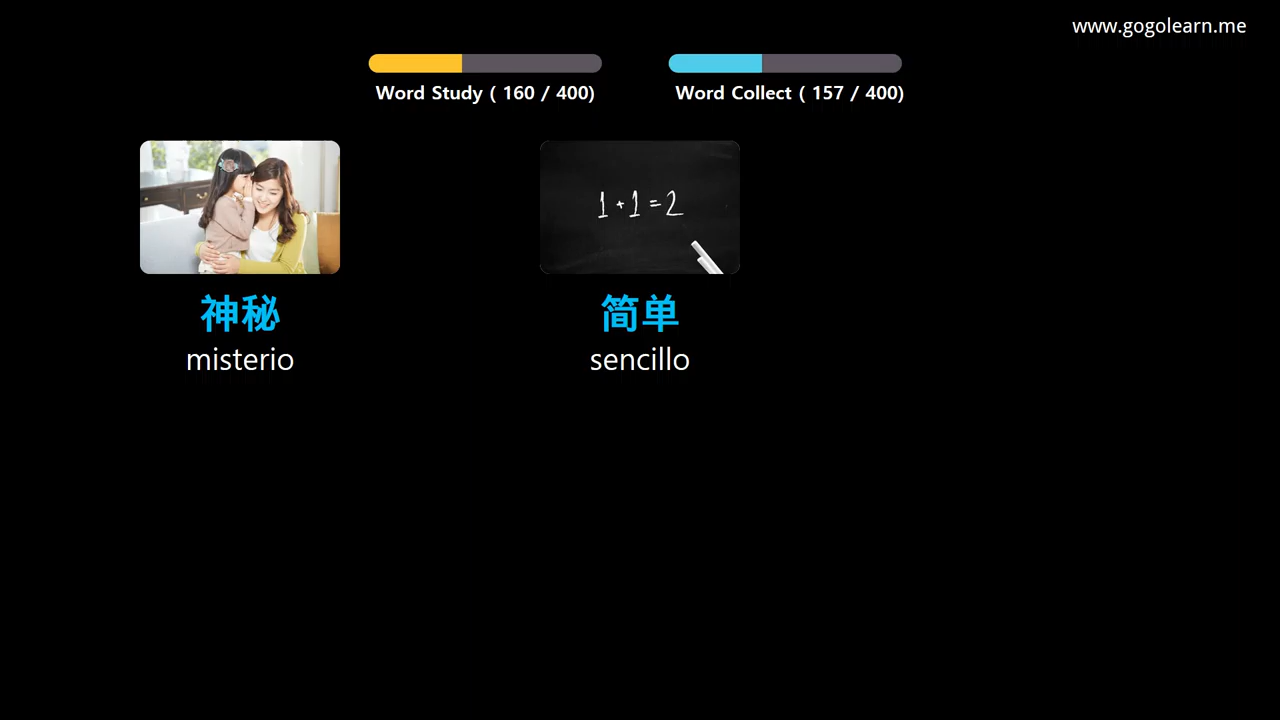 www.gogolearn.me
Word Study ( 160 / 400)
Word Collect ( 157 / 400)
1 + 1 = 2
神秘
简单
misterio
sencillo